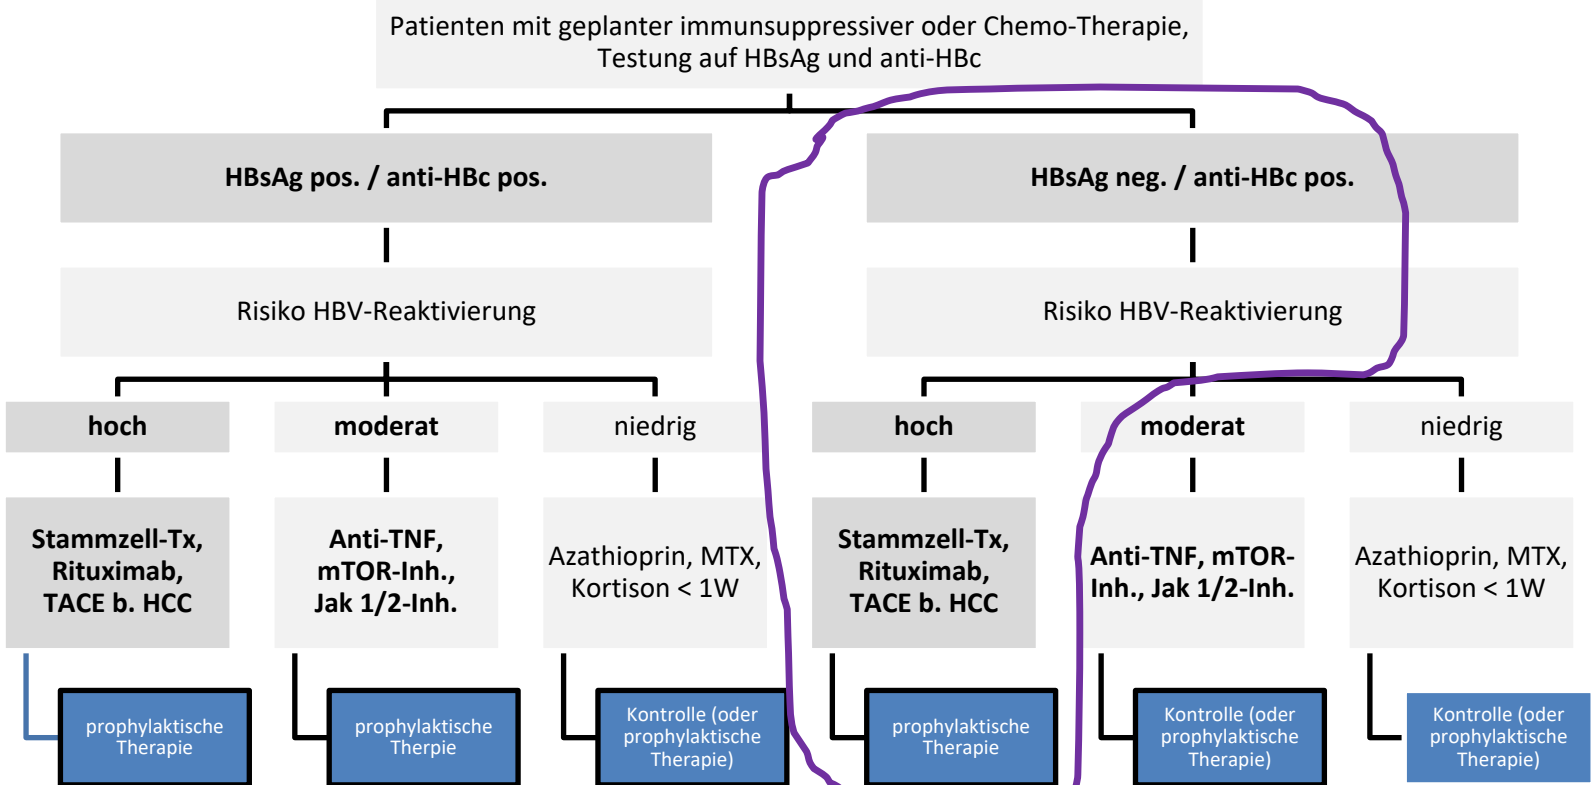 Patienten mit geplanter immunsuppressiver oder Chemo-Therapie,
Testung auf HBsAg und anti-HBc
HBsAg pos. / anti-HBc pos.
Risiko HBV-Reaktivierung
hoch
Stammzell-Tx,
Rituximab,
TACE b. HCC
prophylaktische
Therapie
moderat
Anti-TNF,
mTOR-Inh.,
Jak 1/2-Inh.
prophylaktische
Therpie
niedrig
Azathioprin, MTX,
Kortison < 1W
Kontrolle (oder
prophylaktische
Therapie)
HBsAg neg. / anti-HBc pos.
Risiko HBV-Reaktivierung
hoch
Stammzell-Tx,
Rituximab,
TACE b. HCC
prophylaktische
Therapie
moderat
Anti-TNF, mTOR-
Inh., Jak 1/2-Inh.
Kontrolle (oder
prophylaktische
Therapie)
niedrig
Azathioprin, MTX,
Kortison < 1W
Kontrolle (oder
prophylaktische
Therapie)